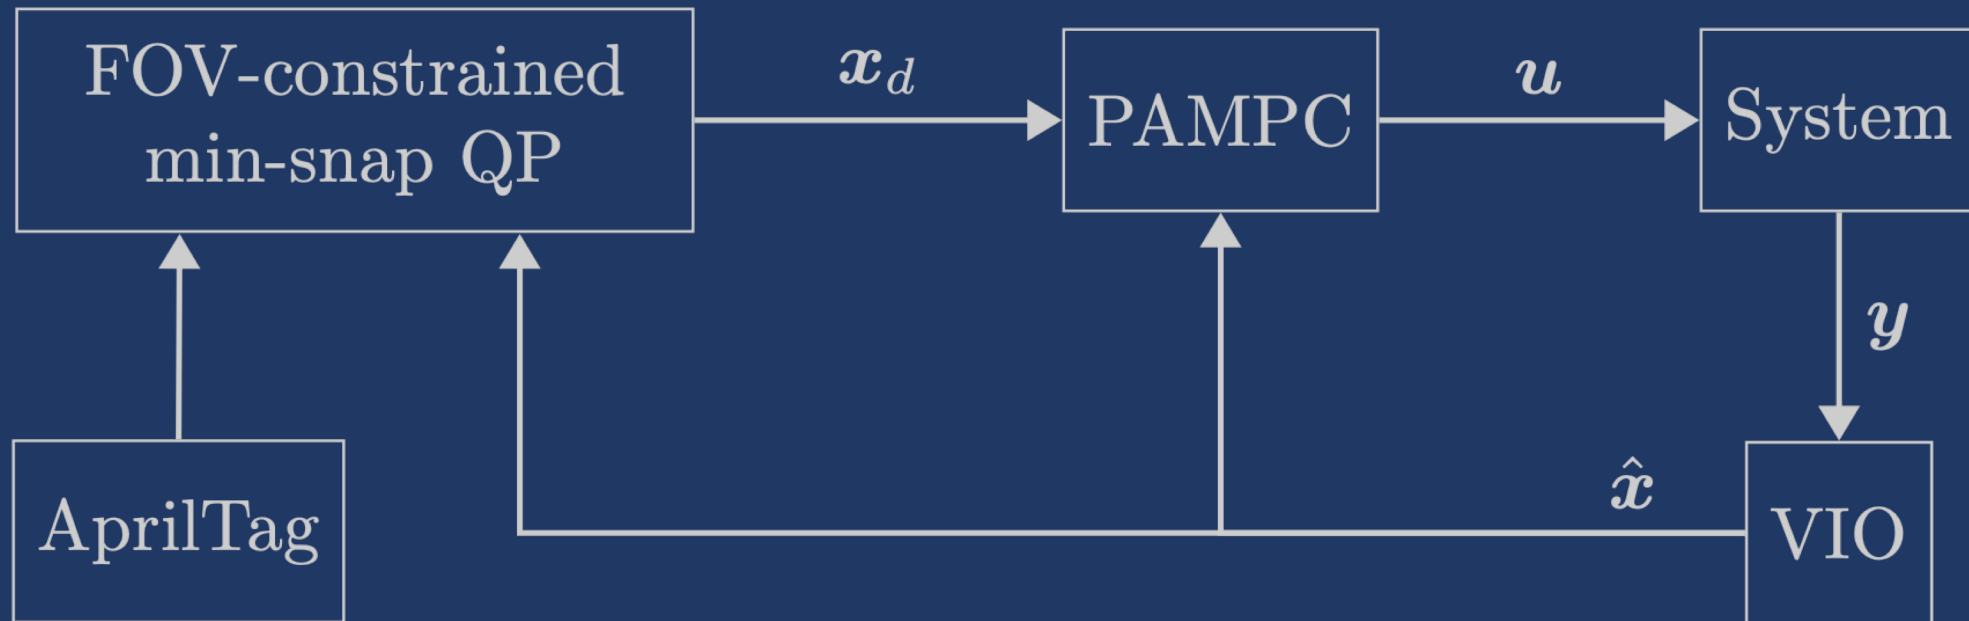 FOV-constrained
min-snap QP
x_d
PAMPC
u
System
y
AprilTag
x̂
VIO